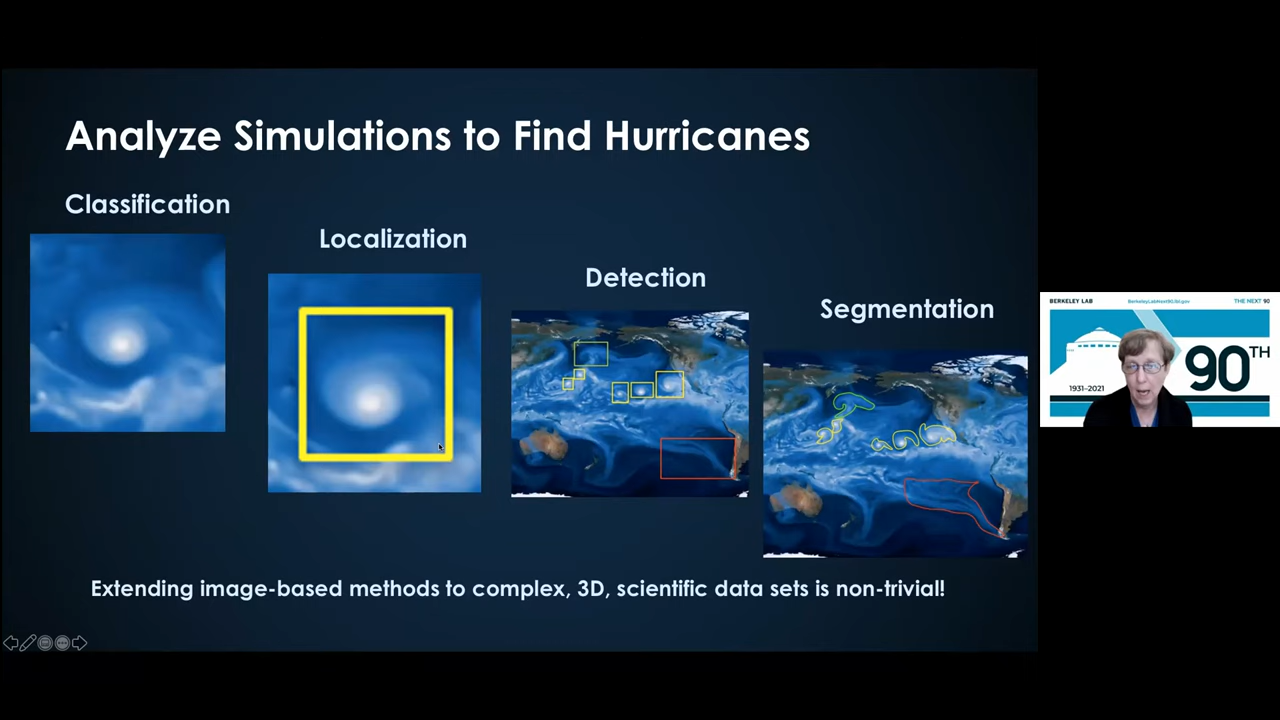 Analyze Simulations to Find Hurricanes
Classification
Localization
Detection
Segmentation
Extending image-based methods to complex, 3D, scientific data sets is non-trivial!
BERKELEY LAB
THE NEXT 90
1931–2021
90TH